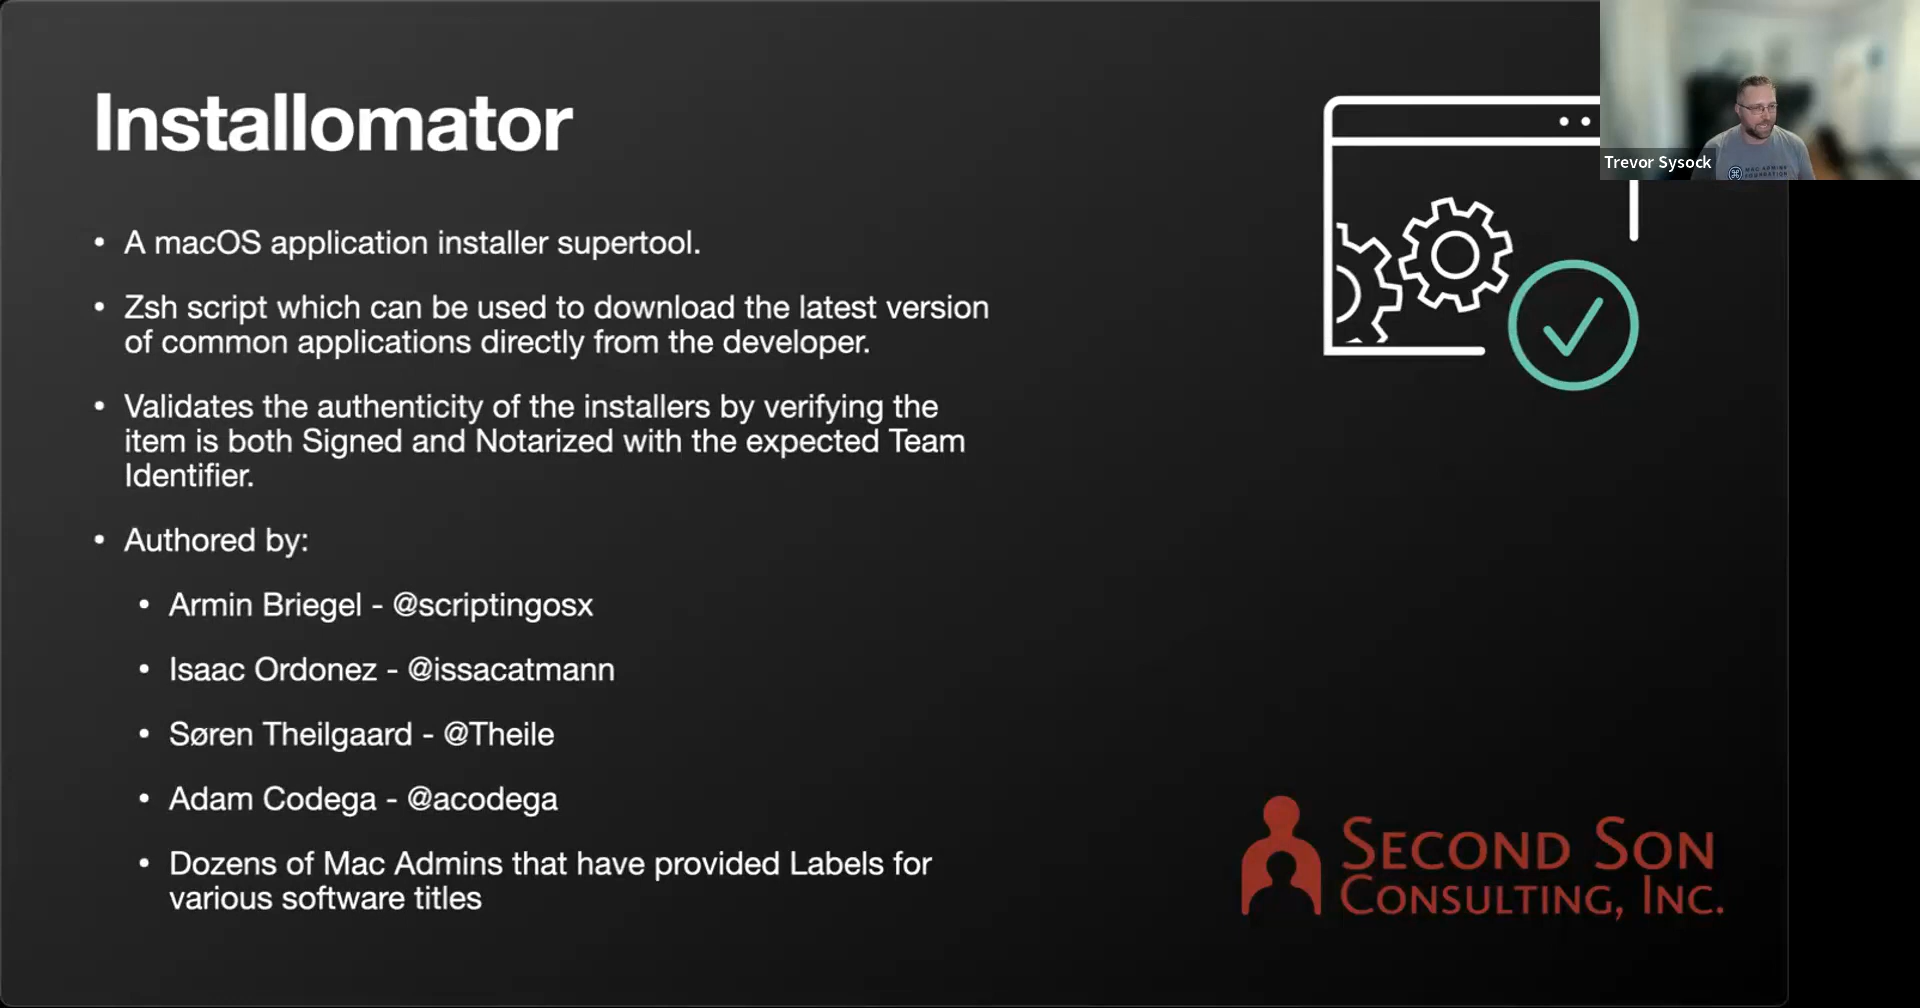 Installomator
• A macOS application installer supertool.
• Zsh script which can be used to download the latest version
of common applications directly from the developer.
• Validates the authenticity of the installers by verifying the
item is both Signed and Notarized with the expected Team
Identifier.
• Authored by:
• Armin Briegel - @scriptingosx
• Isaac Ordonez - @issacatmann
• Søren Theilgaard - @Theile
• Adam Codega - @acodega
• Dozens of Mac Admins that have provided Labels for
various software titles
Trevor Sysock
MAC ADMINS
FOUNDATION
SECOND SON
CONSULTING, INC.